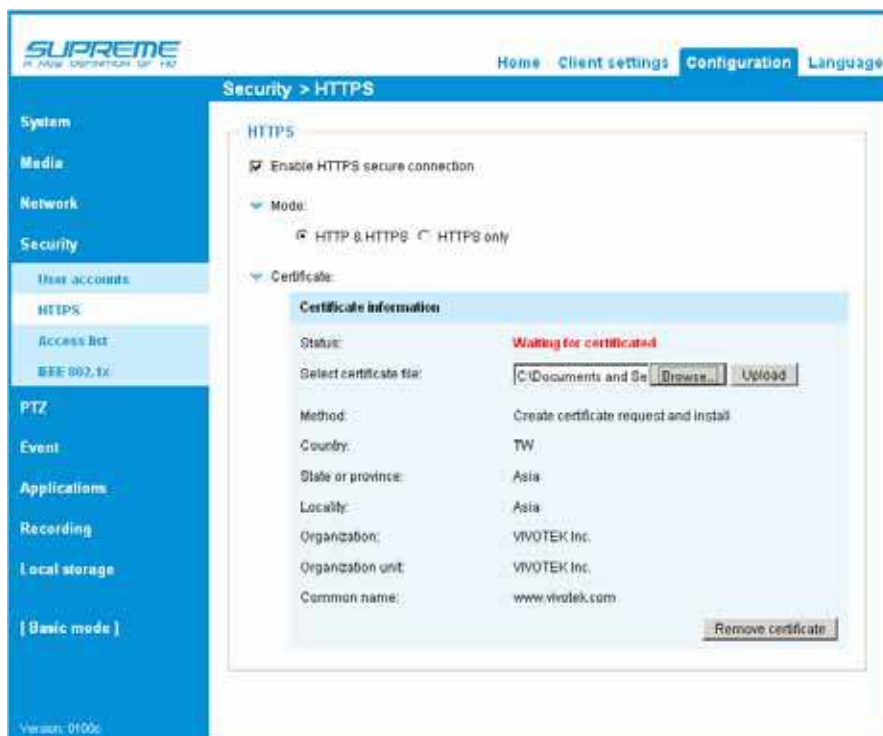 SUPREME
A NEW DEFINITION OF HD
Home Client settings Configuration Language
Security > HTTPS
System
Media
Network
Security
User accounts
HTTPS
Access list
IEEE 802.1x
PTZ
Event
Applications
Recording
Local storage
[ Basic mode ]
Version: 0100c
HTTPS
Enable HTTPS secure connection
Mode:
HTTP & HTTPS HTTPS only
Certificate:
Certificate information
Status: Waiting for certificated
Select certificate file: C:\Documents and Se Browse... Upload
Method: Create certificate request and install
Country: TW
State or province: Asia
Locality: Asia
Organization: VIVOTEK Inc.
Organization unit: VIVOTEK Inc.
Common name: www.vivotek.com
Remove certificate